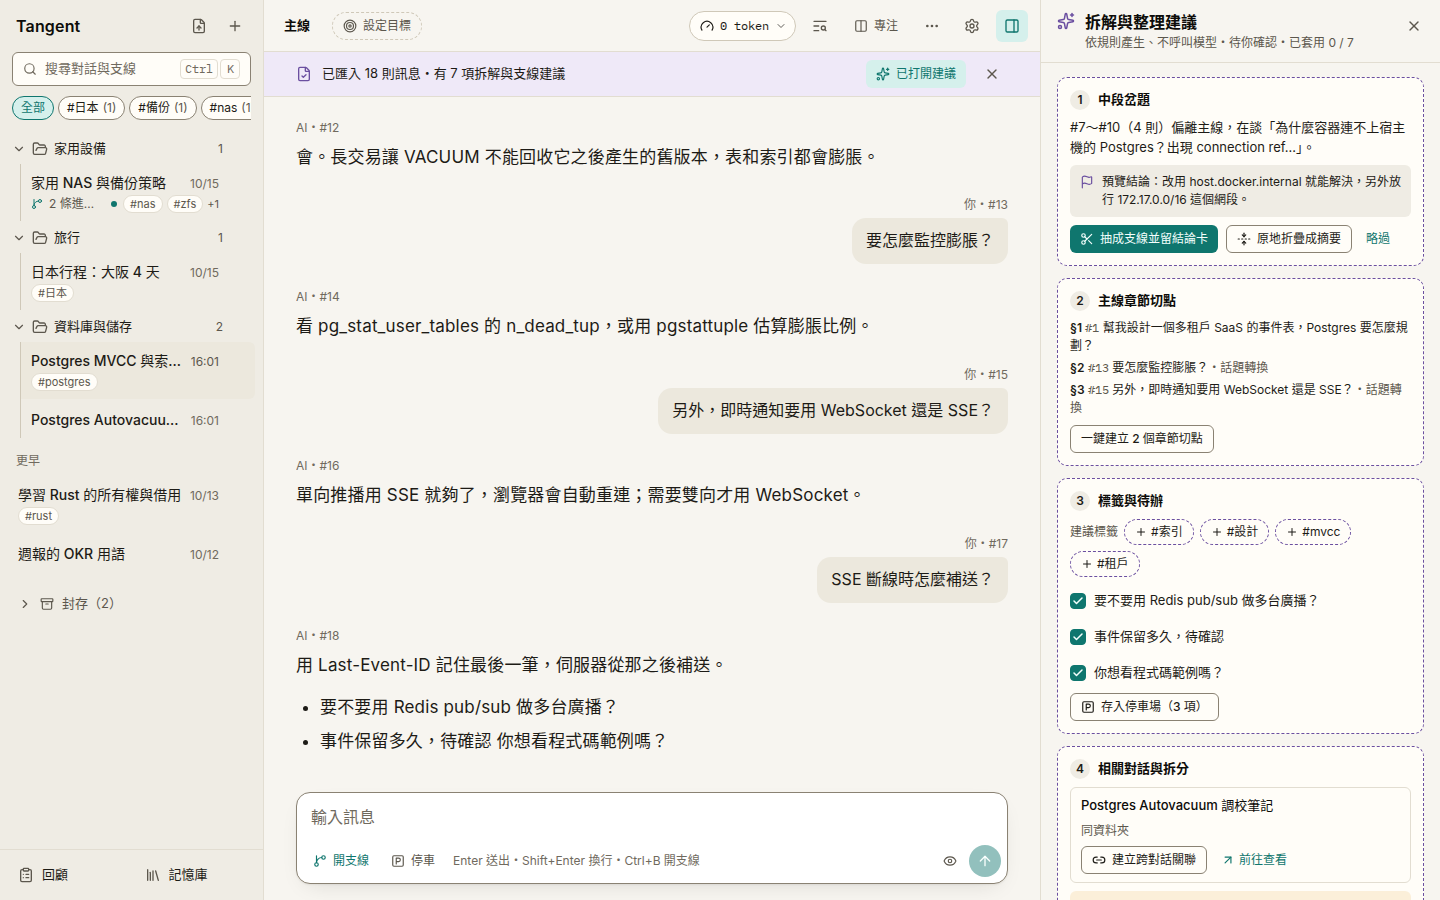 Tangent
搜尋對話與支線 Ctrl K
全部 #日本 (1) #備份 (1) #nas (1
家用設備 1
家用 NAS 與備份策略 10/15
2 條進... #nas #zfs +1
旅行 1
日本行程：大阪 4 天 10/15
#日本
資料庫與儲存 2
Postgres MVCC 與索... 16:01
#postgres
Postgres Autovacuu... 16:01
更早
學習 Rust 的所有權與借用 10/13
#rust
週報的 OKR 用語 10/12
封存（2）
回顧 記憶庫
主線 設定目標 0 token 專注
已匯入 18 則訊息・有 7 項拆解與支線建議 已打開建議
AI・#12
會。長交易讓 VACUUM 不能回收它之後產生的舊版本，表和索引都會膨脹。
你・#13
要怎麼監控膨脹？
AI・#14
看 pg_stat_user_tables 的 n_dead_tup，或用 pgstattuple 估算膨脹比例。
你・#15
另外，即時通知要用 WebSocket 還是 SSE？
AI・#16
單向推播用 SSE 就夠了，瀏覽器會自動重連；需要雙向才用 WebSocket。
你・#17
SSE 斷線時怎麼補送？
AI・#18
用 Last-Event-ID 記住最後一筆，伺服器從那之後補送。
• 要不要用 Redis pub/sub 做多台廣播？
• 事件保留多久，待確認 你想看程式碼範例嗎？
輸入訊息
開支線 停車 Enter 送出・Shift+Enter 換行・Ctrl+B 開支線
拆解與整理建議
依規則產生、不呼叫模型・待你確認・已套用 0 / 7
1 中段岔題
#7～#10（4 則）偏離主線，在談「為什麼容器連不上宿主
機的 Postgres？出現 connection ref...」。
預覽結論：改用 host.docker.internal 就能解決，另外放
行 172.17.0.0/16 這個網段。
抽成支線並留結論卡 原地折疊成摘要 略過
2 主線章節切點
§1 #1 幫我設計一個多租戶 SaaS 的事件表，Postgres 要怎麼規
劃？
§2 #13 要怎麼監控膨脹？・話題轉換
§3 #15 另外，即時通知要用 WebSocket 還是 SSE？・話題轉
換
一鍵建立 2 個章節切點
3 標籤與待辦
建議標籤 + #索引 + #設計 + #mvcc
+ #租戶
要不要用 Redis pub/sub 做多台廣播？
事件保留多久，待確認
你想看程式碼範例嗎？
存入停車場（3 項）
4 相關對話與拆分
Postgres Autovacuum 調校筆記
同資料夾
建立跨對話關聯 前往查看